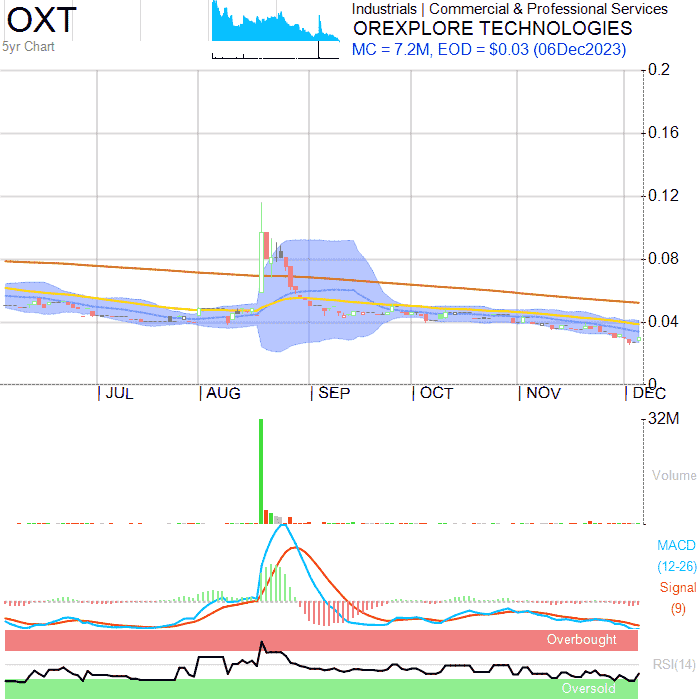 OXT
5yr Chart
Industrials | Commercial & Professional Services
OREXPLORE TECHNOLOGIES
MC = 7.2M, EOD = $0.03 (06Dec2023)
0.2
0.16
0.12
0.08
0.04
0
JUL
AUG
SEP
OCT
NOV
DEC
32M
Volume
MACD
(12-26)
Signal
(9)
Overbought
RSI(14)
Oversold